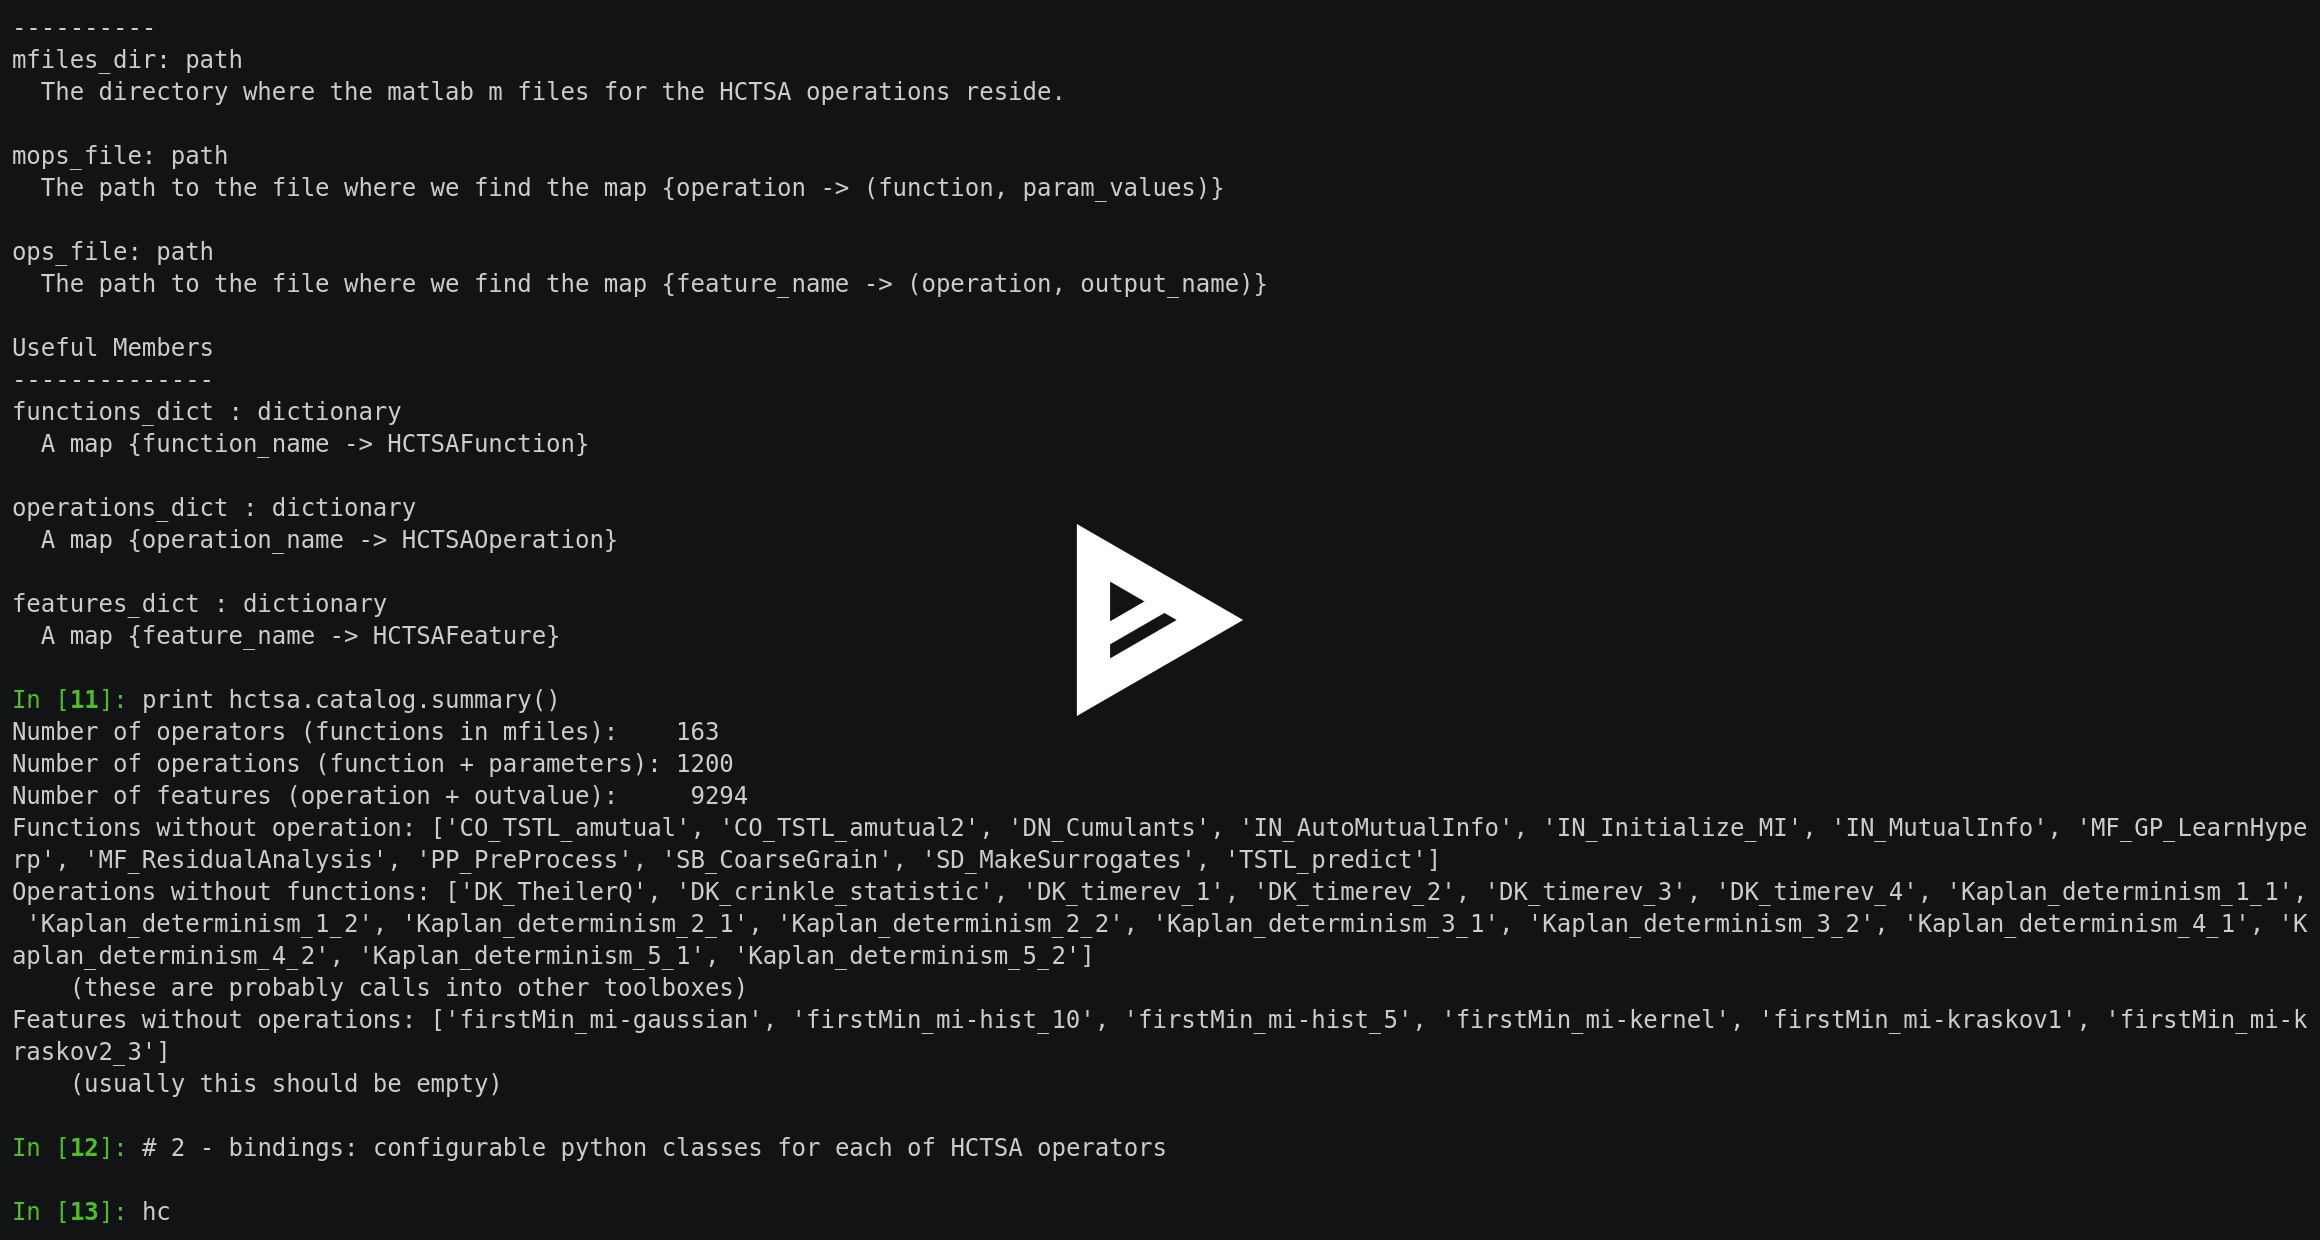 ----------
mfiles_dir: path
  The directory where the matlab m files for the HCTSA operations reside.

mops_file: path
  The path to the file where we find the map {operation -> (function, param_values)}

ops_file: path
  The path to the file where we find the map {feature_name -> (operation, output_name)}

Useful Members
--------------
functions_dict : dictionary
  A map {function_name -> HCTSAFunction}

operations_dict : dictionary
  A map {operation_name -> HCTSAOperation}

features_dict : dictionary
  A map {feature_name -> HCTSAFeature}

In [11]: print hctsa.catalog.summary()
Number of operators (functions in mfiles):    163
Number of operations (function + parameters): 1200
Number of features (operation + outvalue):     9294
Functions without operation: ['CO_TSTL_amutual', 'CO_TSTL_amutual2', 'DN_Cumulants', 'IN_AutoMutualInfo', 'IN_Initialize_MI', 'IN_MutualInfo', 'MF_GP_LearnHype
rp', 'MF_ResidualAnalysis', 'PP_PreProcess', 'SB_CoarseGrain', 'SD_MakeSurrogates', 'TSTL_predict']
Operations without functions: ['DK_TheilerQ', 'DK_crinkle_statistic', 'DK_timerev_1', 'DK_timerev_2', 'DK_timerev_3', 'DK_timerev_4', 'Kaplan_determinism_1_1',
 'Kaplan_determinism_1_2', 'Kaplan_determinism_2_1', 'Kaplan_determinism_2_2', 'Kaplan_determinism_3_1', 'Kaplan_determinism_3_2', 'Kaplan_determinism_4_1', 'K
aplan_determinism_4_2', 'Kaplan_determinism_5_1', 'Kaplan_determinism_5_2']
    (these are probably calls into other toolboxes)
Features without operations: ['firstMin_mi-gaussian', 'firstMin_mi-hist_10', 'firstMin_mi-hist_5', 'firstMin_mi-kernel', 'firstMin_mi-kraskov1', 'firstMin_mi-k
raskov2_3']
    (usually this should be empty)

In [12]: # 2 - bindings: configurable python classes for each of HCTSA operators

In [13]: hc